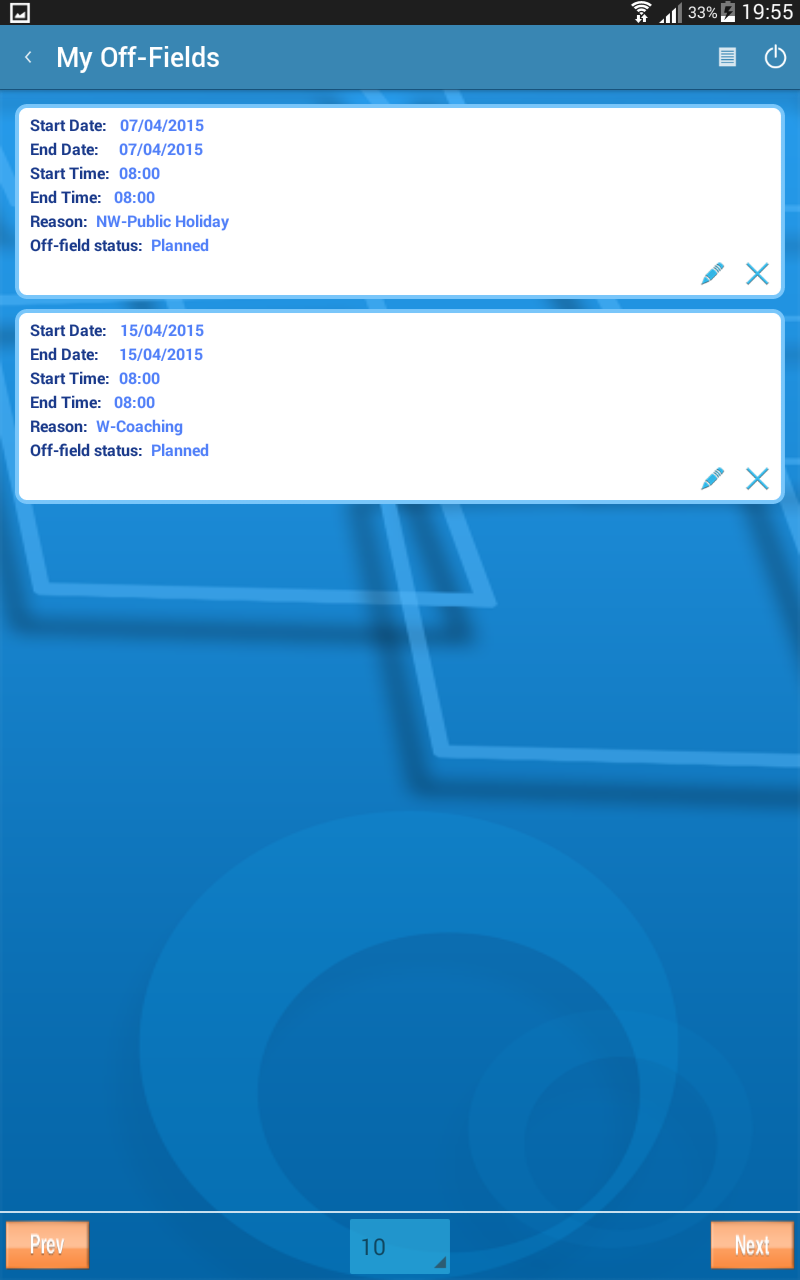 33% 19:55
My Off-Fields
Start Date: 07/04/2015
End Date: 07/04/2015
Start Time: 08:00
End Time: 08:00
Reason: NW-Public Holiday
Off-field status: Planned
Start Date: 15/04/2015
End Date: 15/04/2015
Start Time: 08:00
End Time: 08:00
Reason: W-Coaching
Off-field status: Planned
Prev 10 Next